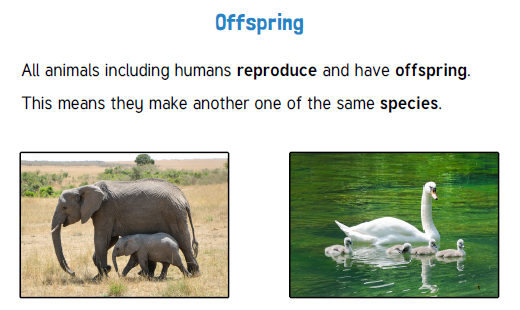 Offspring
All animals including humans reproduce and have offspring.
This means they make another one of the same species.